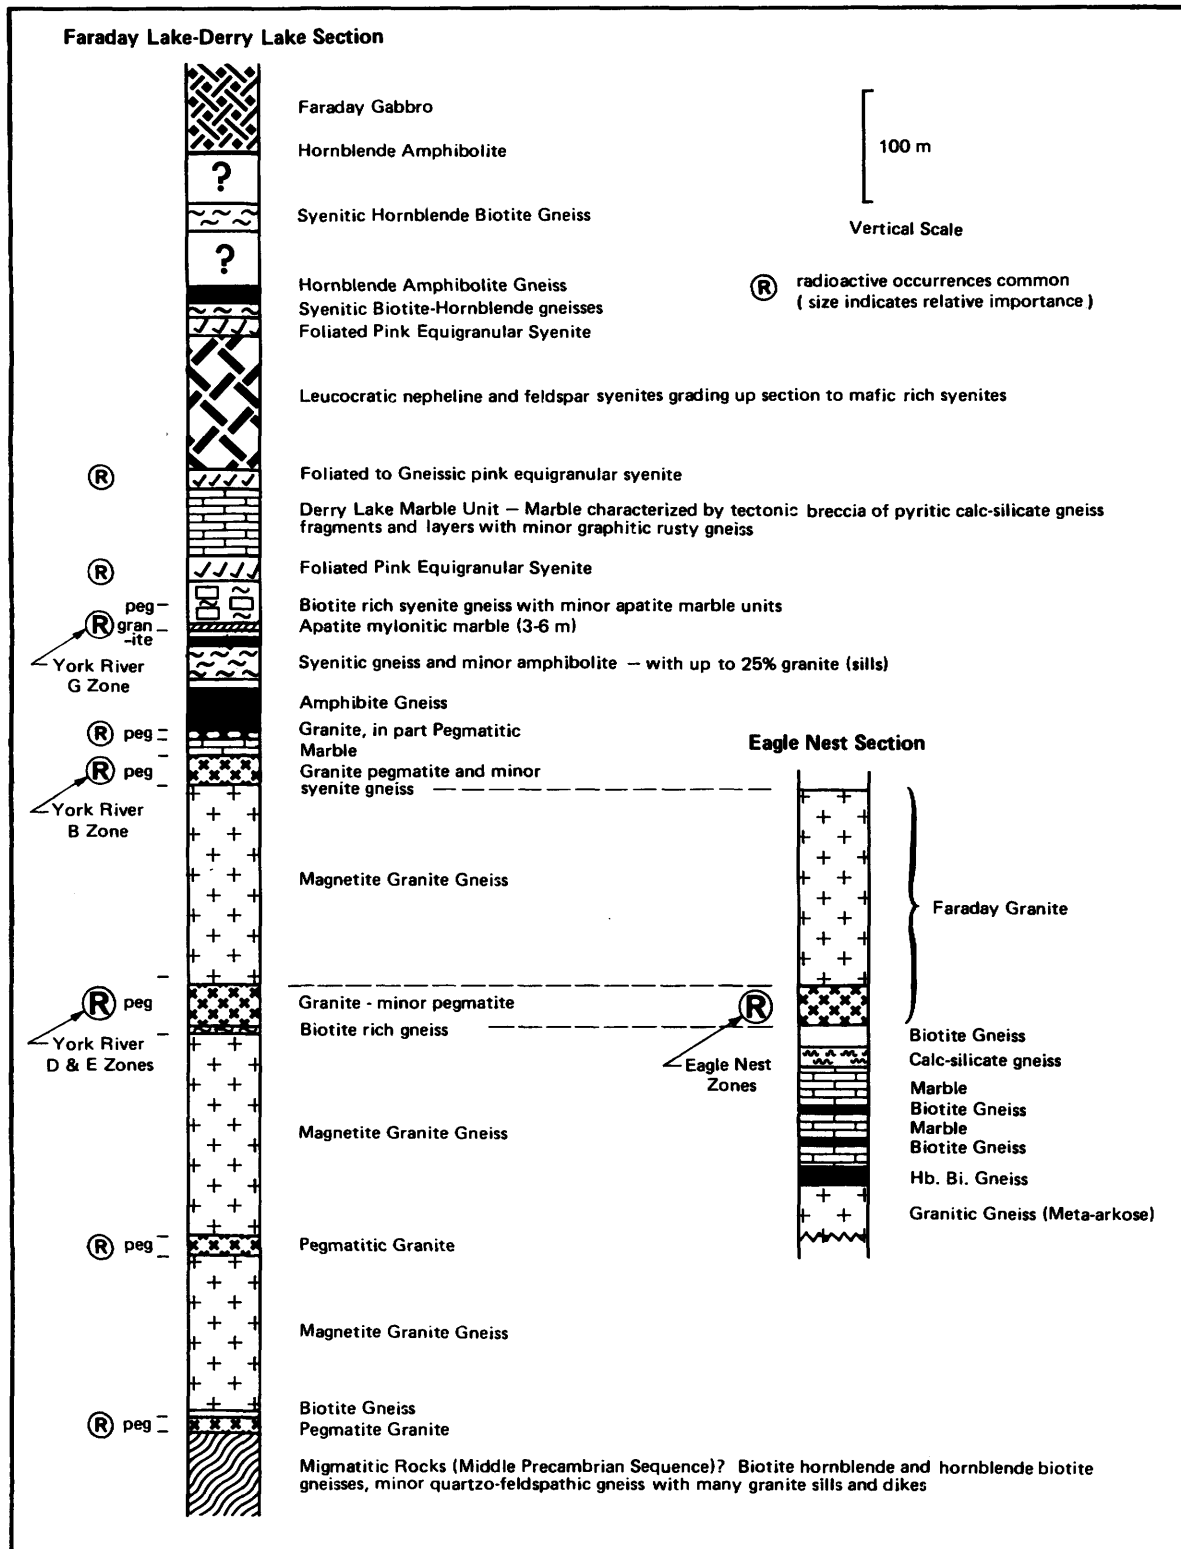 Faraday Lake-Derry Lake Section
Faraday Gabbro
Hornblende Amphibolite
?
Syenitic Hornblende Biotite Gneiss
?
Hornblende Amphibolite Gneiss
Syenitic Biotite-Hornblende gneisses
Foliated Pink Equigranular Syenite
Leucocratic nepheline and feldspar syenites grading up section to mafic rich syenites
R
Foliated to Gneissic pink equigranular syenite
Derry Lake Marble Unit — Marble characterized by tectonic breccia of pyritic calc-silicate gneiss
fragments and layers with minor graphitic rusty gneiss
R
Foliated Pink Equigranular Syenite
peg
Biotite rich syenite gneiss with minor apatite marble units
R gran
-ite
Apatite mylonitic marble (3-6 m)
York River
G Zone
Syenitic gneiss and minor amphibolite — with up to 25% granite (sills)
Amphibite Gneiss
R peg
Granite, in part Pegmatitic
Marble
R peg
Granite pegmatite and minor
syenite gneiss
York River
B Zone
Magnetite Granite Gneiss
R peg
Granite - minor pegmatite
Biotite rich gneiss
York River
D & E Zones
Magnetite Granite Gneiss
R peg
Pegmatitic Granite
Magnetite Granite Gneiss
Biotite Gneiss
R peg
Pegmatite Granite
Migmatitic Rocks (Middle Precambrian Sequence)? Biotite hornblende and hornblende biotite
gneisses, minor quartzo-feldspathic gneiss with many granite sills and dikes
100 m
Vertical Scale
R radioactive occurrences common
( size indicates relative importance )
Eagle Nest Section
Faraday Granite
R
Eagle Nest
Zones
Biotite Gneiss
Calc-silicate gneiss
Marble
Biotite Gneiss
Marble
Biotite Gneiss
Hb. Bi. Gneiss
Granitic Gneiss (Meta-arkose)